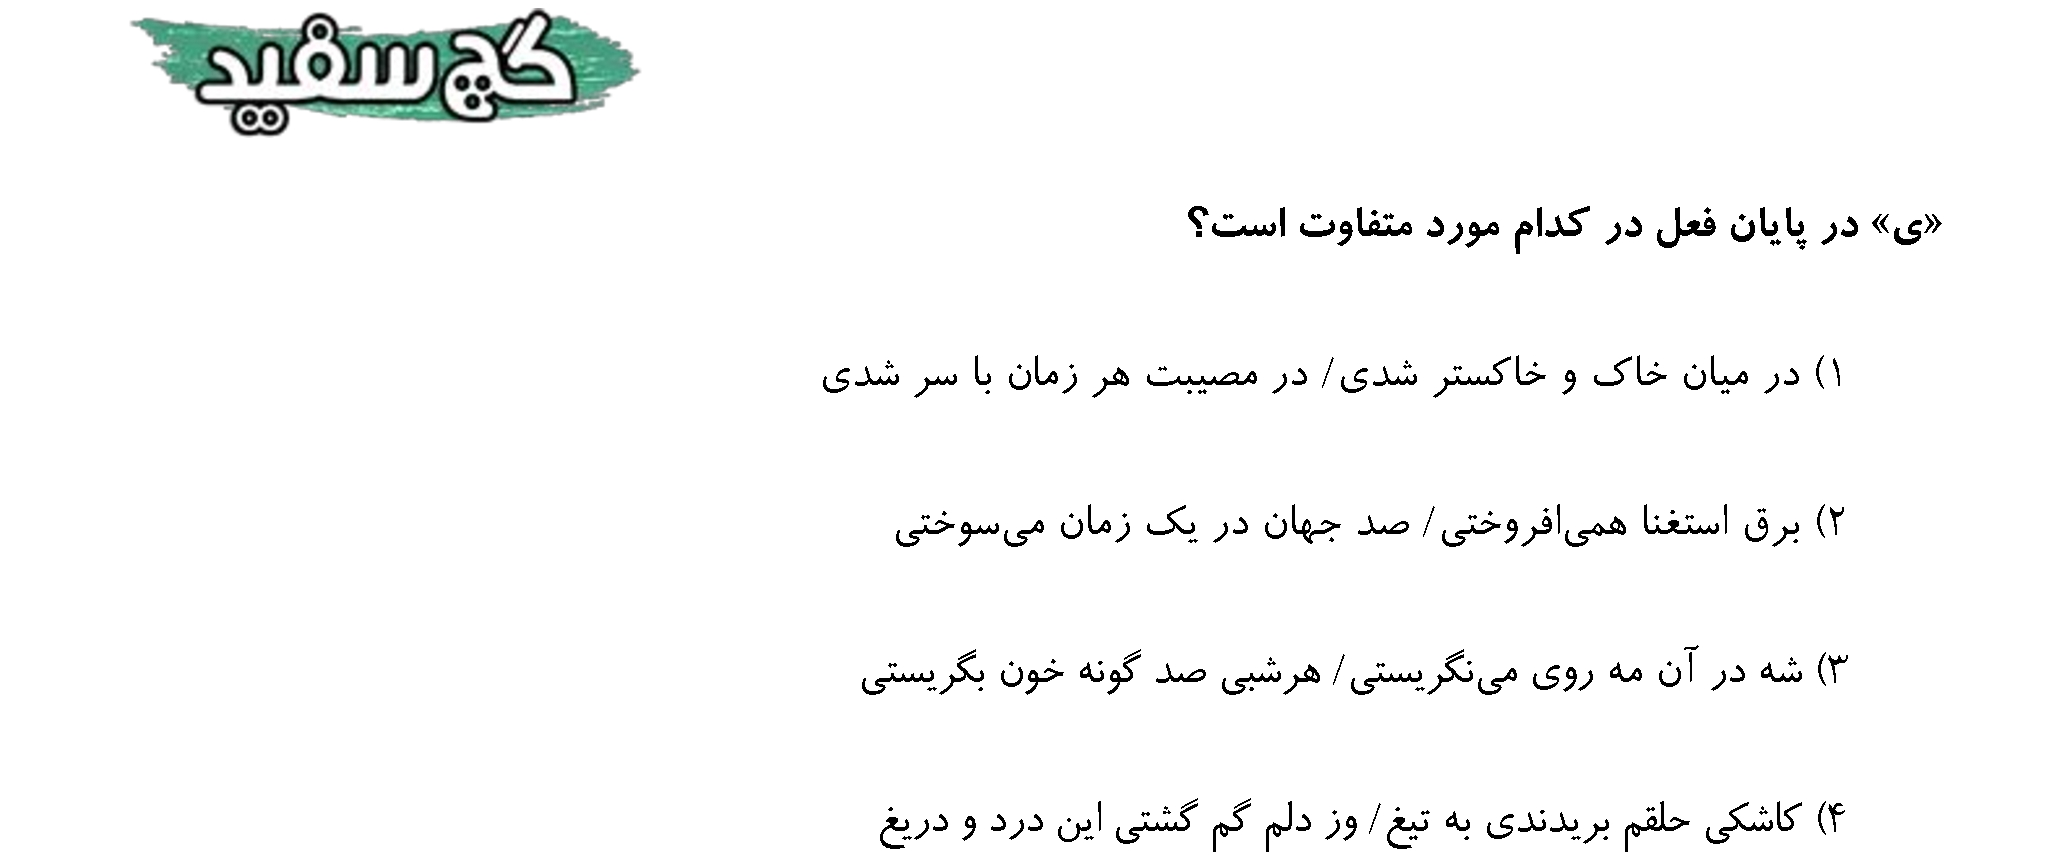 گچ سفید
«ی» در پایان فعل در کدام مورد متفاوت است؟
۱) در میان خاک و خاکستر شدی/ در مصیبت هر زمان با سر شدی
۲) برق استغنا همی‌افروختی/ صد جهان در یک زمان می‌سوختی
۳) شه در آن مه روی می‌نگریستی/ هرشبی صد گونه خون بگریستی
۴) کاشکی حلقم بریدندی به تیغ/ وز دلم گم گشتی این درد و دریغ